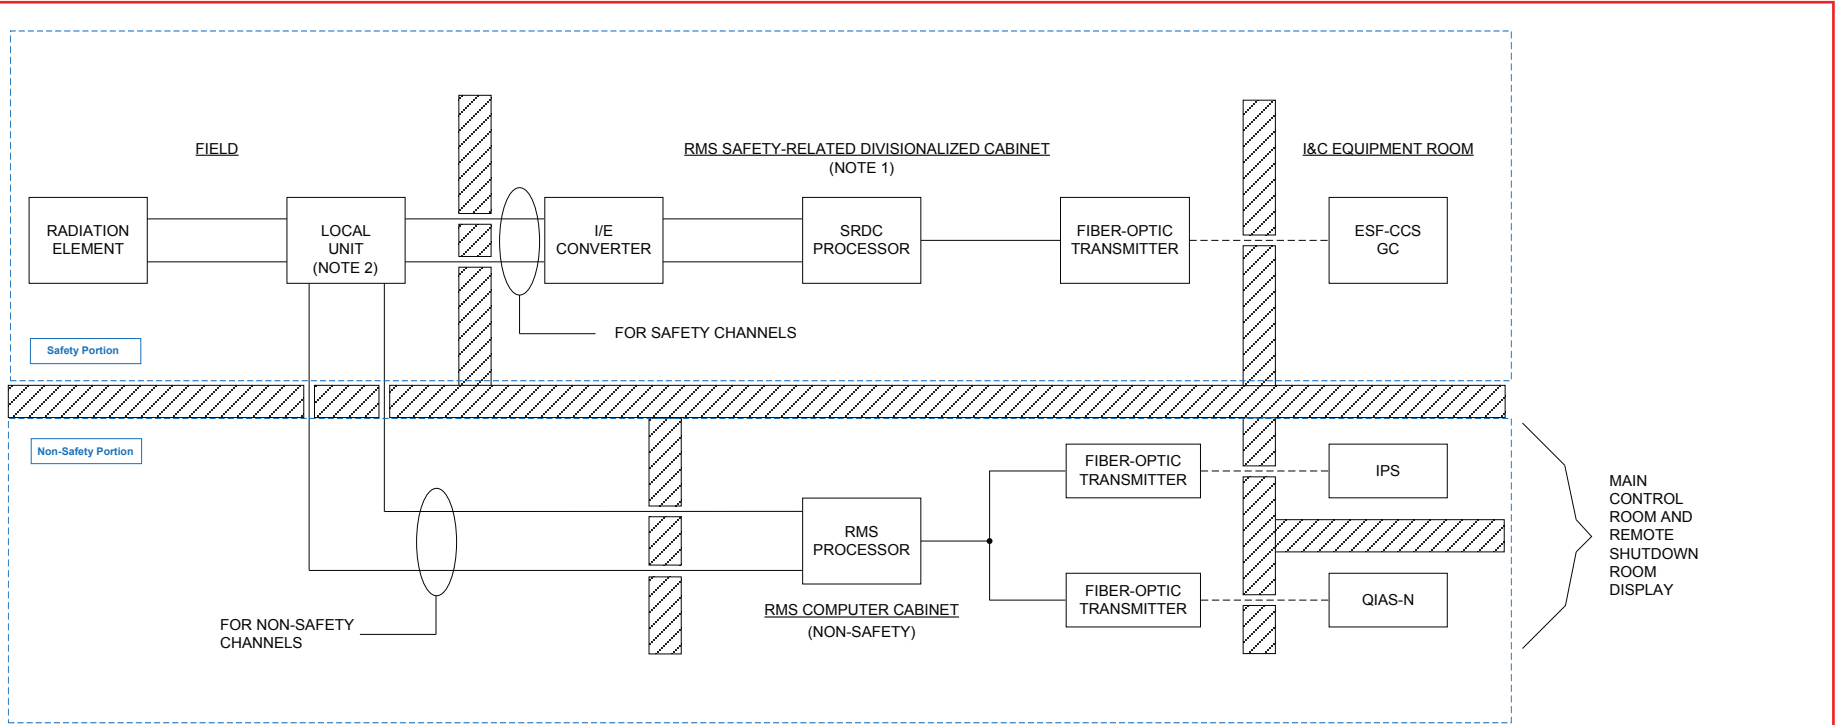 FIELD
RMS SAFETY-RELATED DIVISIONALIZED CABINET
(NOTE 1)
I&C EQUIPMENT ROOM
RADIATION
ELEMENT
LOCAL
UNIT
(NOTE 2)
I/E
CONVERTER
SRDC
PROCESSOR
FIBER-OPTIC
TRANSMITTER
ESF-CCS
GC
FOR SAFETY CHANNELS
Safety Portion
Non-Safety Portion
FIBER-OPTIC
TRANSMITTER
IPS
RMS
PROCESSOR
FIBER-OPTIC
TRANSMITTER
QIAS-N
RMS COMPUTER CABINET
(NON-SAFETY)
FOR NON-SAFETY
CHANNELS
MAIN
CONTROL
ROOM AND
REMOTE
SHUTDOWN
ROOM
DISPLAY